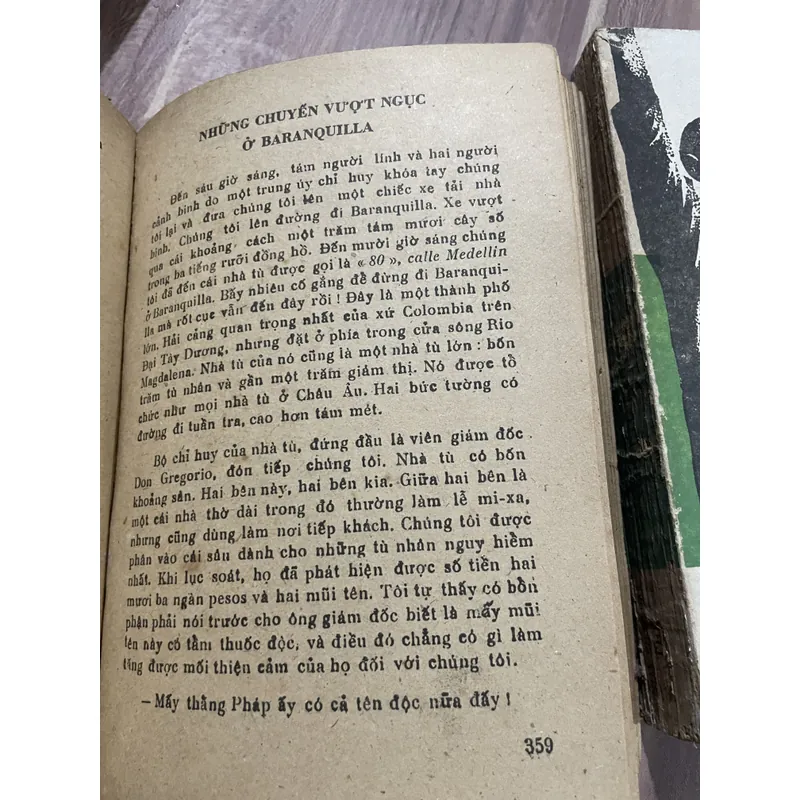 NHỮNG CHUYẾN VƯỢT NGỤC
Ở BARANQUILLA
Đến sáu giờ sáng, tám người lính và hai người
cảnh binh do một trung úy chỉ huy khóa tay chúng
tôi lại và đưa chúng tôi lên một chiếc xe tải nhà
binh. Chúng tôi lên đường đi Baranquilla. Xe vượt
qua cái khoảng cách một trăm tám mươi cây số
trong ba tiếng rưỡi đồng hồ. Đến mười giờ sáng chúng
tôi đã đến cái nhà tù được gọi là « 80 », calle Medellin
ở Baranquilla. Bấy nhiêu cố gắng để đừng đi Baranqui-
lla mà rốt cục vẫn đến đây rồi ! Đây là một thành phố
lớn. Hải cảng quan trọng nhất của xứ Colombia trên
Đại Tây Dương, nhưng đặt ở phía trong cửa sông Rio
Magdalena. Nhà tù của nó cũng là một nhà tù lớn : bốn
trăm tù nhân và gần một trăm giám thị. Nó được tổ
chức như mọi nhà tù ở Châu Âu. Hai bức tường có
đường đi tuần tra, cao hơn tám mét.
Bộ chỉ huy của nhà tù, đứng đầu là viên giám đốc
Don Gregorio, đón tiếp chúng tôi. Nhà tù có bốn
khoảng sân. Hai bên này, hai bên kia. Giữa hai bên là
một cái nhà thờ dài trong đó thường làm lễ mi-xa,
nhưng cũng dùng làm nơi tiếp khách. Chúng tôi được
phân vào cái sâu dành cho những tù nhân nguy hiểm
nhất. Khi lục soát, họ đã phát hiện được số tiền hai
mươi ba ngàn pesos và hai mũi tên. Tôi tự thấy có bổn
phận phải nói trước cho ông giám đốc biết là mấy mũi
tên này có tẩm thuốc độc, và điều đó chẳng có gì làm
tăng được mối thiện cảm của họ đối với chúng tôi.
— Mấy thằng Pháp ấy có cả tên độc nữa đấy !
359